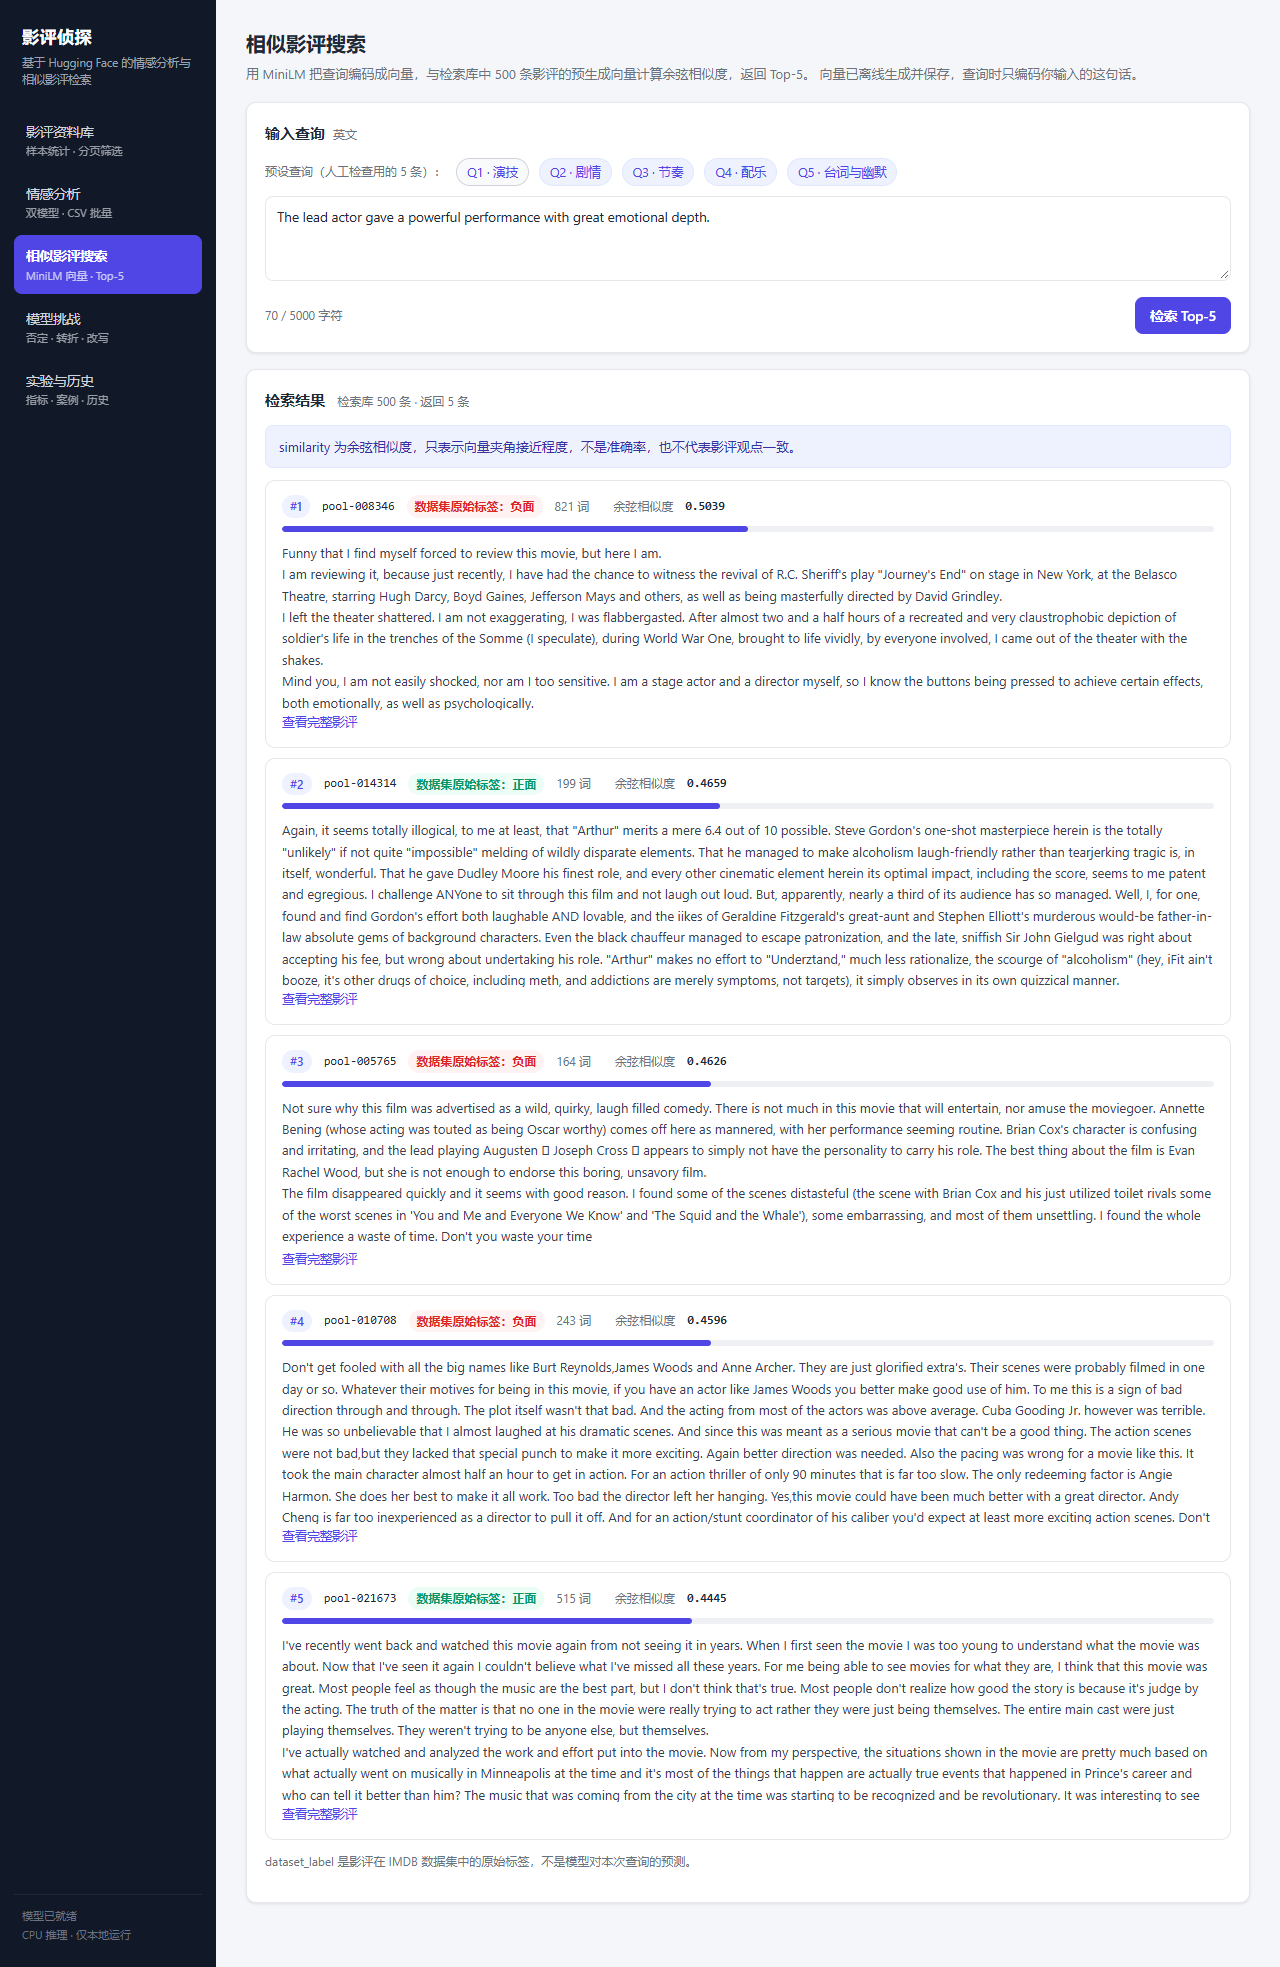 影评侦探
基于 Hugging Face 的情感分析与
相似影评检索
影评资料库
样本统计 · 分页筛选
情感分析
双模型 · CSV 批量
相似影评搜索
MiniLM 向量 · Top-5
模型挑战
否定 · 转折 · 改写
实验与历史
指标 · 案例 · 历史
模型已就绪
CPU 推理 · 仅本地运行
相似影评搜索
用 MiniLM 把查询编码成向量，与检索库中 500 条影评的预生成向量计算余弦相似度，返回 Top-5。 向量已离线生成并保存，查询时只编码你输入的这句话。
输入查询 英文
预设查询（人工检查用的 5 条）： Q1 · 演技 Q2 · 剧情 Q3 · 节奏 Q4 · 配乐 Q5 · 台词与幽默
The lead actor gave a powerful performance with great emotional depth.
70 / 5000 字符 检索 Top-5
检索结果 检索库 500 条 · 返回 5 条
similarity 为余弦相似度，只表示向量夹角接近程度，不是准确率，也不代表影评观点一致。
#1 pool-008346 数据集原始标签：负面 821 词 余弦相似度 0.5039
Funny that I find myself forced to review this movie, but here I am.
I am reviewing it, because just recently, I have had the chance to witness the revival of R.C. Sheriff's play "Journey's End" on stage in New York, at the Belasco
Theatre, starring Hugh Darcy, Boyd Gaines, Jefferson Mays and others, as well as being masterfully directed by David Grindley.
I left the theater shattered. I am not exaggerating, I was flabbergasted. After almost two and a half hours of a recreated and very claustrophobic depiction of
soldier's life in the trenches of the Somme (I speculate), during World War One, brought to life vividly, by everyone involved, I came out of the theater with the
shakes.
Mind you, I am not easily shocked, nor am I too sensitive. I am a stage actor and a director myself, so I know the buttons being pressed to achieve certain effects,
both emotionally, as well as psychologically.
查看完整影评
#2 pool-014314 数据集原始标签：正面 199 词 余弦相似度 0.4659
Again, it seems totally illogical, to me at least, that "Arthur" merits a mere 6.4 out of 10 possible. Steve Gordon's one-shot masterpiece herein is the totally
"unlikely" if not quite "impossible" melding of wildly disparate elements. That he managed to make alcoholism laugh-friendly rather than tearjerking tragic is, in
itself, wonderful. That he gave Dudley Moore his finest role, and every other cinematic element herein its optimal impact, including the score, seems to me patent
and egregious. I challenge ANYone to sit through this film and not laugh out loud. But, apparently, nearly a third of its audience has so managed. Well, I, for one,
found and find Gordon's effort both laughable AND lovable, and the iikes of Geraldine Fitzgerald's great-aunt and Stephen Elliott's murderous would-be father-in-
law absolute gems of background characters. Even the black chauffeur managed to escape patronization, and the late, sniffish Sir John Gielgud was right about
accepting his fee, but wrong about undertaking his role. "Arthur" makes no effort to "Underztand," much less rationalize, the scourge of "alcoholism" (hey, iFit ain't
booze, it's other drugs of choice, including meth, and addictions are merely symptoms, not targets), it simply observes in its own quizzical manner.
查看完整影评
#3 pool-005765 数据集原始标签：负面 164 词 余弦相似度 0.4626
Not sure why this film was advertised as a wild, quirky, laugh filled comedy. There is not much in this movie that will entertain, nor amuse the moviegoer. Annette
Bening (whose acting was touted as being Oscar worthy) comes off here as mannered, with her performance seeming routine. Brian Cox's character is confusing
and irritating, and the lead playing Augusten  Joseph Cross  appears to simply not have the personality to carry his role. The best thing about the film is Evan
Rachel Wood, but she is not enough to endorse this boring, unsavory film.
The film disappeared quickly and it seems with good reason. I found some of the scenes distasteful (the scene with Brian Cox and his just utilized toilet rivals some
of the worst scenes in 'You and Me and Everyone We Know' and 'The Squid and the Whale'), some embarrassing, and most of them unsettling. I found the whole
experience a waste of time. Don't you waste your time
查看完整影评
#4 pool-010708 数据集原始标签：负面 243 词 余弦相似度 0.4596
Don't get fooled with all the big names like Burt Reynolds,James Woods and Anne Archer. They are just glorified extra's. Their scenes were probably filmed in one
day or so. Whatever their motives for being in this movie, if you have an actor like James Woods you better make good use of him. To me this is a sign of bad
direction through and through. The plot itself wasn't that bad. And the acting from most of the actors was above average. Cuba Gooding Jr. however was terrible.
He was so unbelievable that I almost laughed at his dramatic scenes. And since this was meant as a serious movie that can't be a good thing. The action scenes
were not bad,but they lacked that special punch to make it more exciting. Again better direction was needed. Also the pacing was wrong for a movie like this. It
took the main character almost half an hour to get in action. For an action thriller of only 90 minutes that is far too slow. The only redeeming factor is Angie
Harmon. She does her best to make it all work. Too bad the director left her hanging. Yes,this movie could have been much better with a great director. Andy
Cheng is far too inexperienced as a director to pull it off. And for an action/stunt coordinator of his caliber you'd expect at least more exciting action scenes. Don't
查看完整影评
#5 pool-021673 数据集原始标签：正面 515 词 余弦相似度 0.4445
I've recently went back and watched this movie again from not seeing it in years. When I first seen the movie I was too young to understand what the movie was
about. Now that I've seen it again I couldn't believe what I've missed all these years. For me being able to see movies for what they are, I think that this movie was
great. Most people feel as though the music are the best part, but I don't think that's true. Most people don't realize how good the story is because it's judge by
the acting. The truth of the matter is that no one in the movie were really trying to act rather they were just being themselves. The entire main cast were just
playing themselves. They weren't trying to be anyone else, but themselves.
I've actually watched and analyzed the work and effort put into the movie. Now from my perspective, the situations shown in the movie are pretty much based on
what actually went on musically in Minneapolis at the time and it's most of the things that happen are actually true events that happened in Prince's career and
who can tell it better than him? The music that was coming from the city at the time was starting to be recognized and be revolutionary. It was interesting to see
查看完整影评
dataset_label 是影评在 IMDB 数据集中的原始标签，不是模型对本次查询的预测。